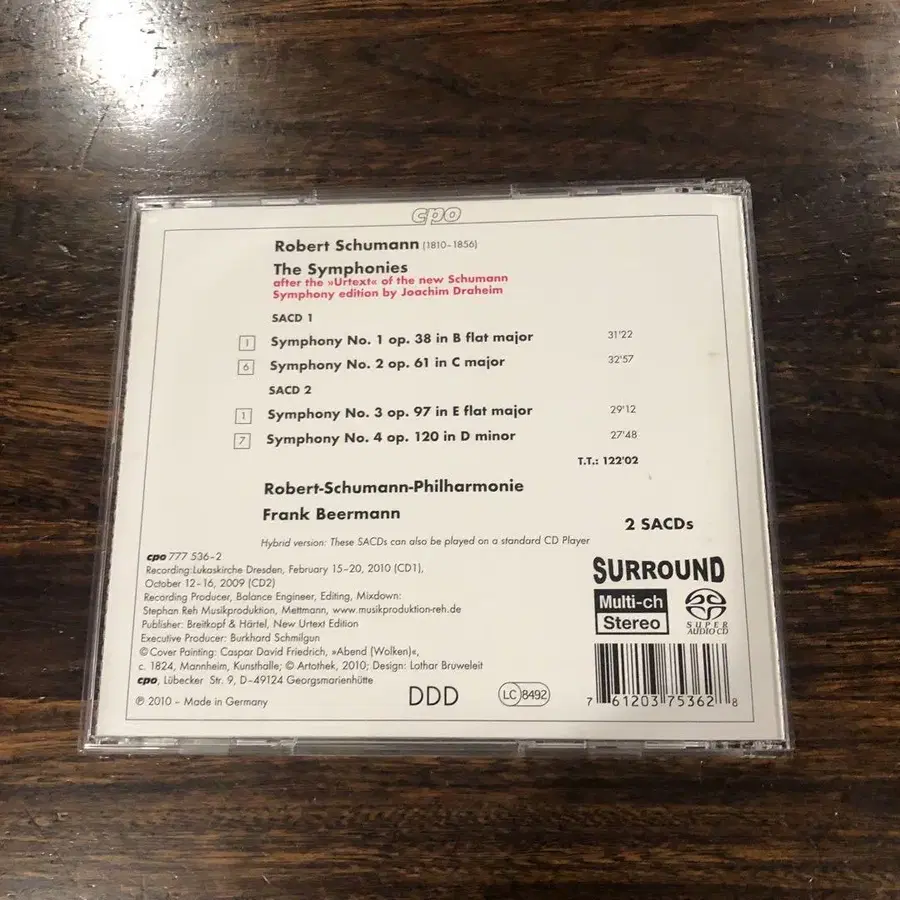 cpo
Robert Schumann (1810–1856)
The Symphonies
after the »Urtext« of the new Schumann
Symphony edition by Joachim Draheim
SACD 1
1 Symphony No. 1 op. 38 in B flat major 31'22
6 Symphony No. 2 op. 61 in C major 32'57
SACD 2
1 Symphony No. 3 op. 97 in E flat major 29'12
7 Symphony No. 4 op. 120 in D minor 27'48
T.T.: 122'02
Robert-Schumann-Philharmonie
Frank Beermann
2 SACDs
Hybrid version: These SACDs can also be played on a standard CD Player
cpo 777 536–2
Recording:Lukaskirche Dresden, February 15–20, 2010 (CD1),
October 12–16, 2009 (CD2)
Recording Producer, Balance Engineer, Editing, Mixdown:
Stephan Reh Musikproduktion, Mettmann, www.musikproduktion-reh.de
Publisher: Breitkopf & Härtel, New Urtext Edition
Executive Producer: Burkhard Schmilgun
© Cover Painting: Caspar David Friedrich, »Abend (Wolken)«,
c. 1824, Mannheim, Kunsthalle; © Artothek, 2010; Design: Lothar Bruweleit
cpo, Lübecker Str. 9, D–49124 Georgsmarienhütte
℗ 2010 – Made in Germany
DDD
LC 8492
SURROUND
Multi-ch
Stereo
SUPER
AUDIO CD
7 61203 75362 8